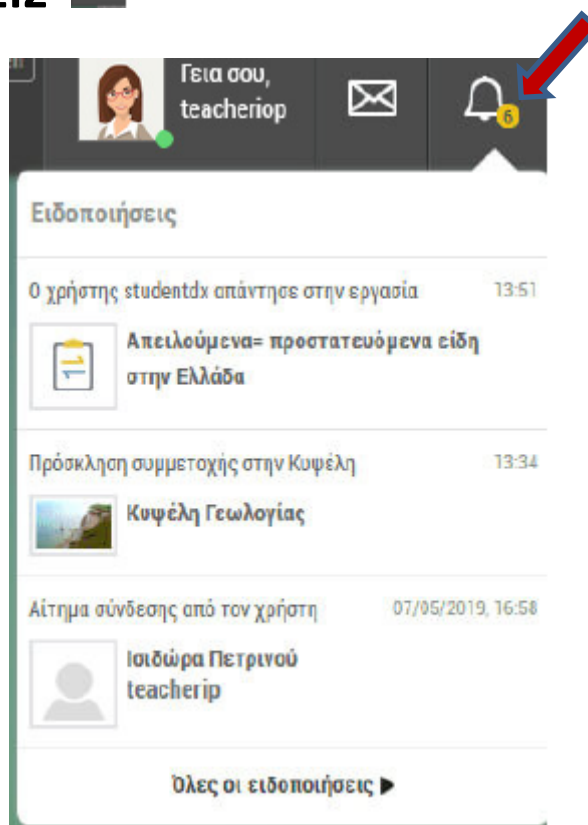 Γεια σου,
teacheriop
6
Ειδοποιήσεις
Ο χρήστης studentdx απάντησε στην εργασία 13:51
Απειλούμενα= προστατευόμενα είδη
στην Ελλάδα
Πρόσκληση συμμετοχής στην Κυψέλη 13:34
Κυψέλη Γεωλογίας
Αίτημα σύνδεσης από τον χρήστη 07/05/2019, 16:58
Ισιδώρα Πετρινού
teacherip
Όλες οι ειδοποιήσεις ▶